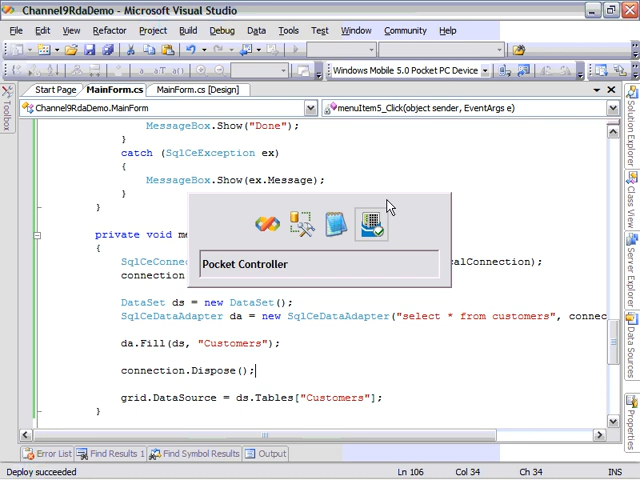 Channel9RdaDemo - Microsoft Visual Studio
File Edit View Refactor Project Build Debug Data Tools Test Window Community Help
Windows Mobile 5.0 Pocket PC Device
Start Page MainForm.cs MainForm.cs [Design]
Channel9RdaDemo.MainForm menuItem5_Click(object sender, EventArgs e)
MessageBox.Show("Done");
}
catch (SqlCeException ex)
{
MessageBox.Show(ex.Message);
}
}
private void
{
connection
Pocket Controller
DataSet ds = new DataSet();
SqlCeDataAdapter da = new SqlCeDataAdapter("select * from customers",
da.Fill(ds, "Customers");
connection.Dispose();
grid.DataSource = ds.Tables["Customers"];
}
Error List Find Results 1 Find Symbol Results Output
Deploy succeeded Ln 106 Col 34 Ch 34 INS
Toolbox
Solution Explorer
Class View
Data Sources
Properties